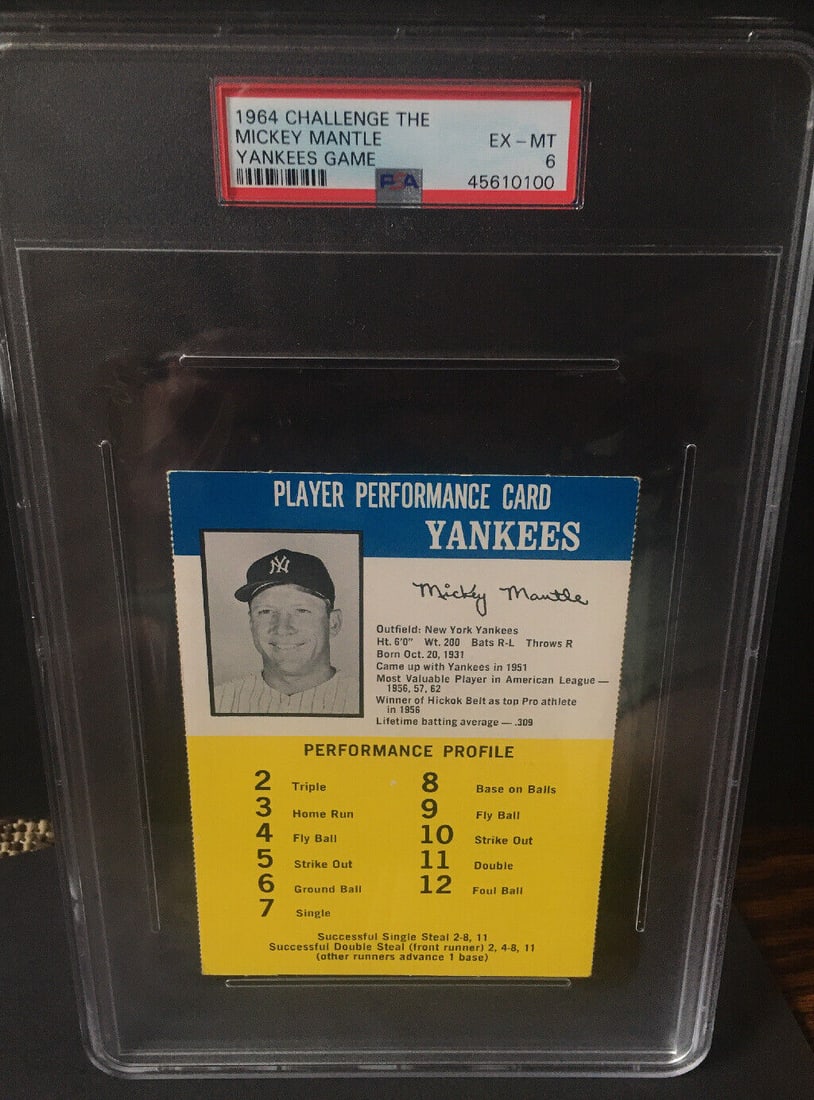 1964 CHALLENGE THE
MICKEY MANTLE EX-MT
YANKEES GAME 6
PSA 45610100
PLAYER PERFORMANCE CARD
YANKEES
NY
Mickey Mantle
Outfield: New York Yankees
Ht. 6'0" Wt. 200 Bats R-L Throws R
Born Oct. 20, 1931
Came up with Yankees in 1951
Most Valuable Player in American League —
1956, 57, 62
Winner of Hickok Belt as top Pro athlete
in 1956
Lifetime batting average — .309
PERFORMANCE PROFILE
2 Triple 8 Base on Balls
3 Home Run 9 Fly Ball
4 Fly Ball 10 Strike Out
5 Strike Out 11 Double
6 Ground Ball 12 Foul Ball
7 Single
Successful Single Steal 2-8, 11
Successful Double Steal (front runner) 2, 4-8, 11
(other runners advance 1 base)